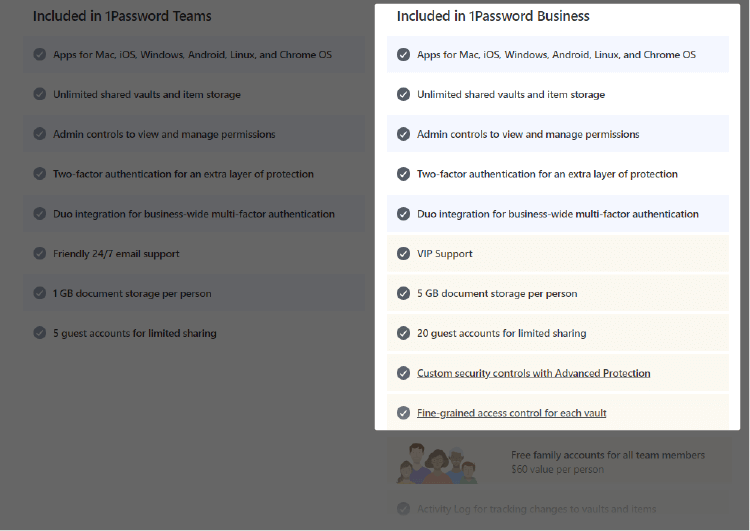 Included in 1Password Teams
Apps for Mac, iOS, Windows, Android, Linux, and Chrome OS
Unlimited shared vaults and item storage
Admin controls to view and manage permissions
Two-factor authentication for an extra layer of protection
Duo integration for business-wide multi-factor authentication
Friendly 24/7 email support
1 GB document storage per person
5 guest accounts for limited sharing
Included in 1Password Business
Apps for Mac, iOS, Windows, Android, Linux, and Chrome OS
Unlimited shared vaults and item storage
Admin controls to view and manage permissions
Two-factor authentication for an extra layer of protection
Duo integration for business-wide multi-factor authentication
VIP Support
5 GB document storage per person
20 guest accounts for limited sharing
Custom security controls with Advanced Protection
Fine-grained access control for each vault
Free family accounts for all team members
$60 value per person
Activity Log for tracking changes to vaults and items